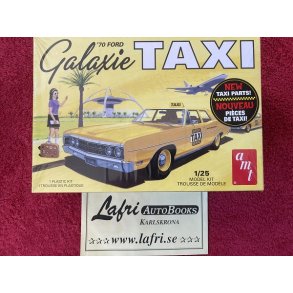 '70 FORD
Galaxie TAXI
NEW
TAXI PARTS!
NOUVEAU
PIÈCES
DE TAXI!
TAXI
TAXI
1 PLASTIC KIT
1 TROUSSE EN PLASTIQUE
1/25
MODEL KIT
TROUSSE DE MODÈLE
amt
Lafri AUTOBOOKS
KARLSKRONA
www.lafri.se